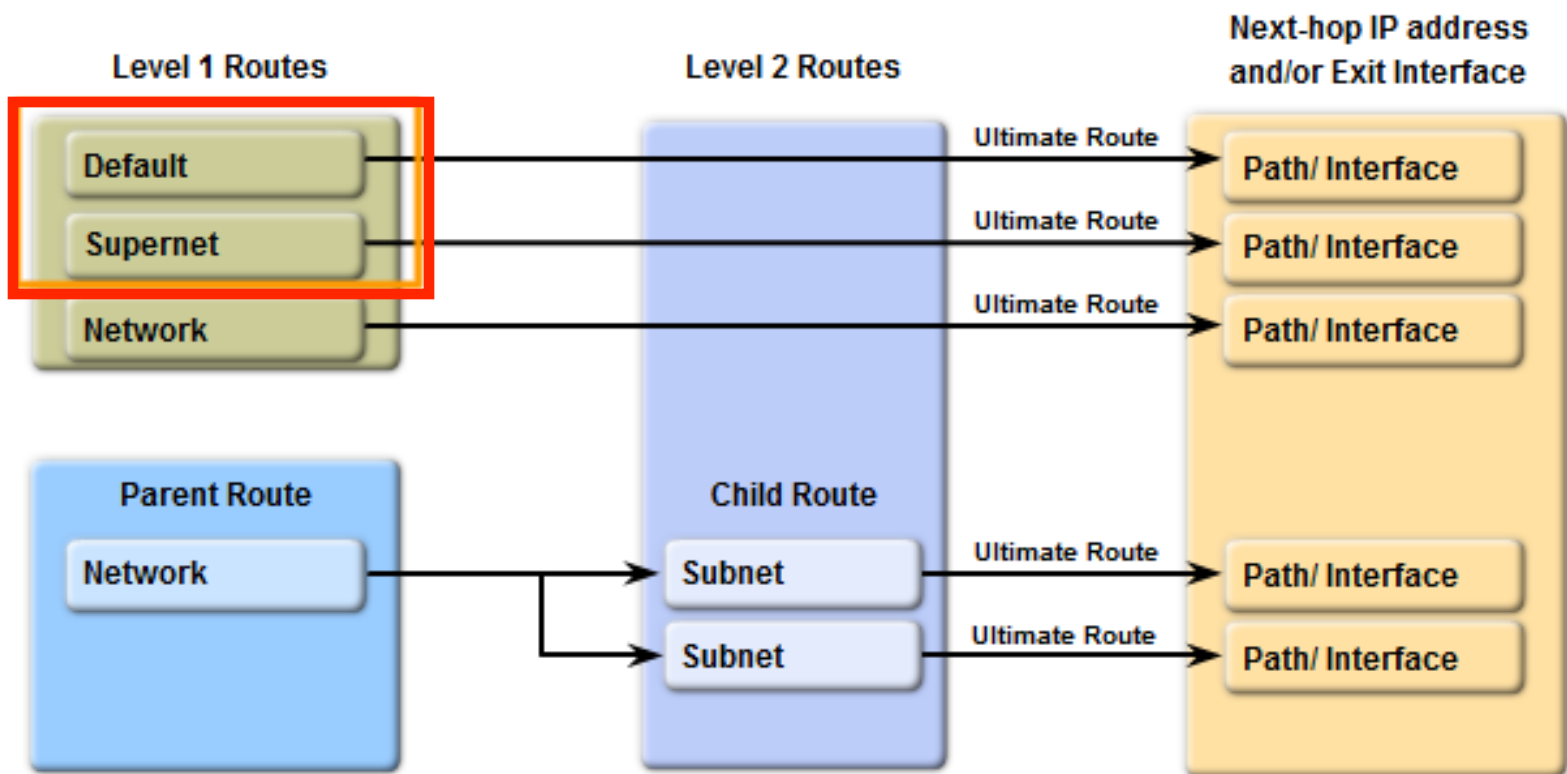 Level 1 Routes
Level 2 Routes
Next-hop IP address
and/or Exit Interface
Default
Ultimate Route
Path/ Interface
Supernet
Ultimate Route
Path/ Interface
Network
Ultimate Route
Path/ Interface
Parent Route
Child Route
Network
Subnet
Ultimate Route
Path/ Interface
Subnet
Ultimate Route
Path/ Interface